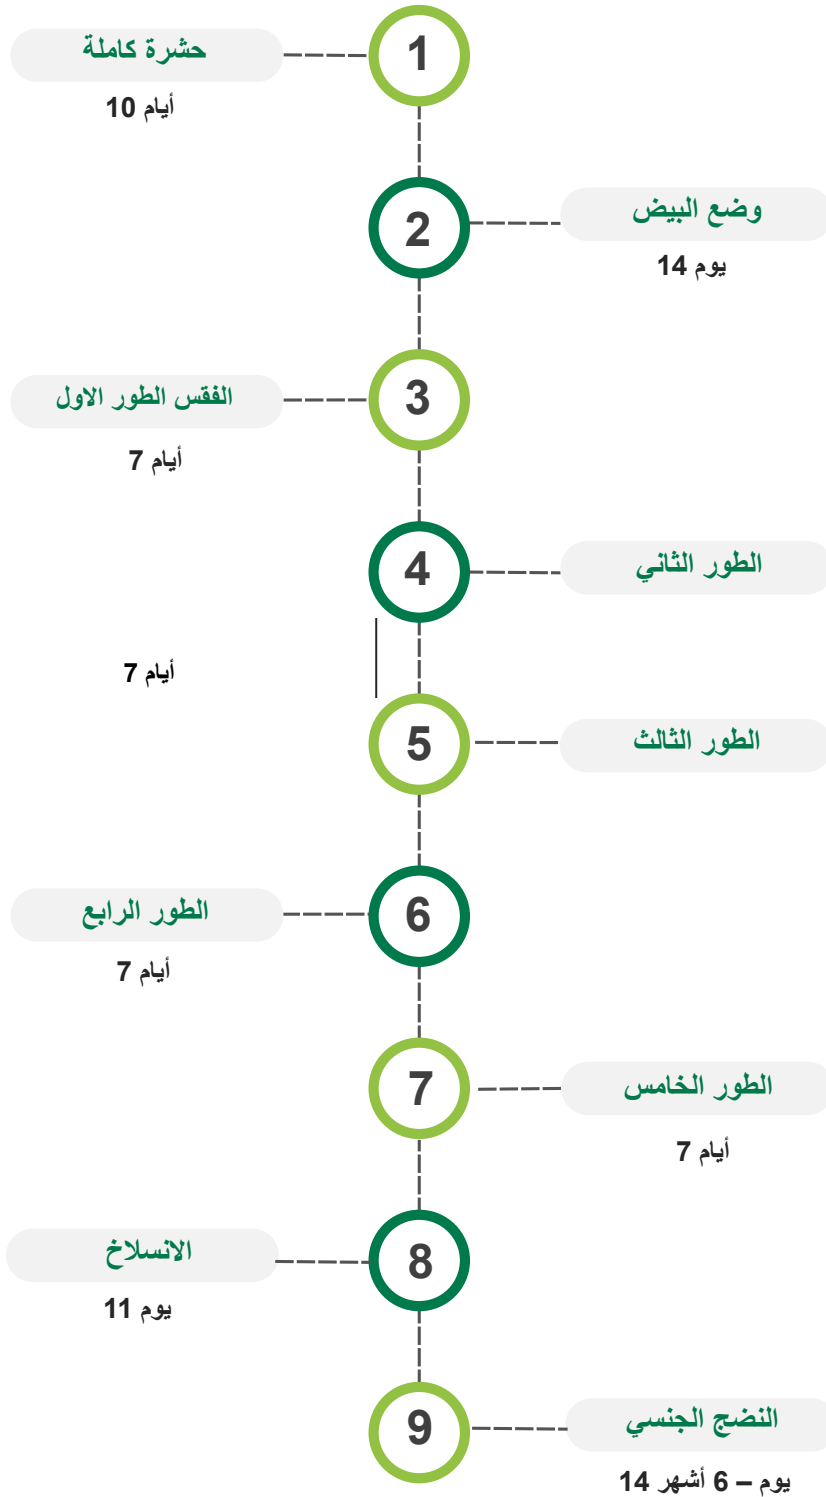 1
حشرة كاملة
10 أيام
2
وضع البيض
14 يوم
3
الفقس الطور الاول
7 أيام
4
الطور الثاني
7 أيام
5
الطور الثالث
6
الطور الرابع
7 أيام
7
الطور الخامس
7 أيام
8
الانسلاخ
11 يوم
9
النضج الجنسي
14 يوم – 6 أشهر